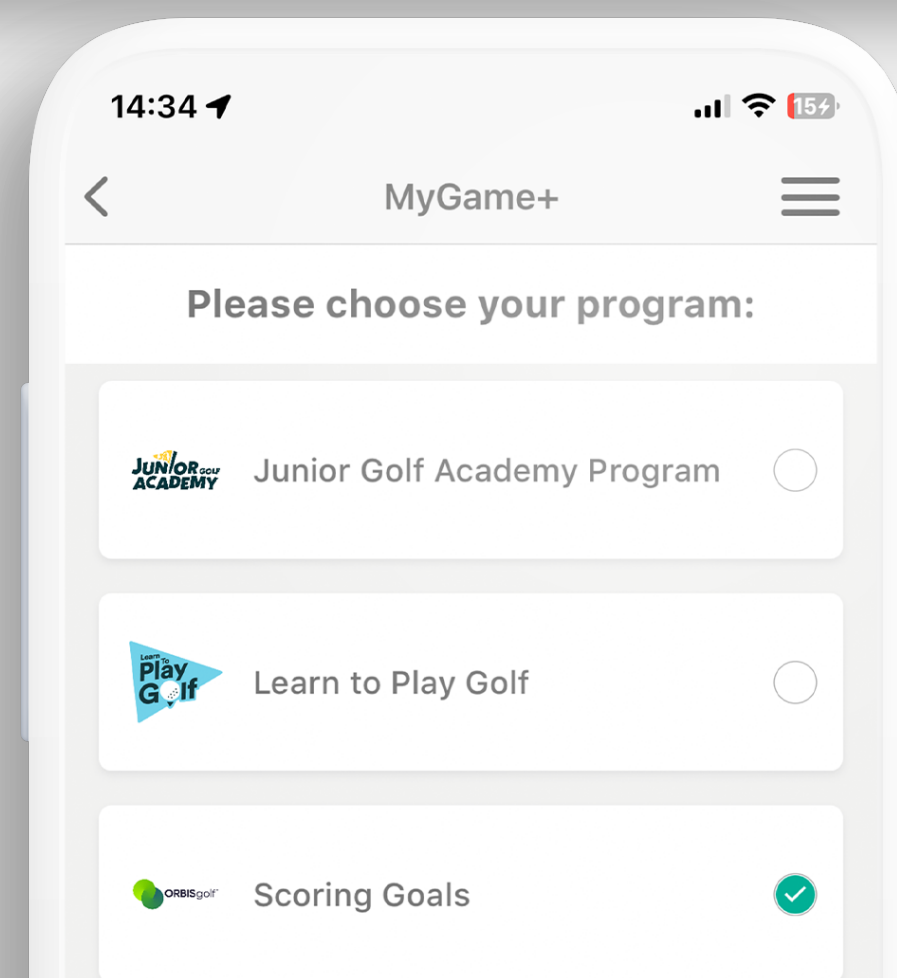 14:34
15
MyGame+
Please choose your program:
JUNIOR GOLF
ACADEMY
Junior Golf Academy Program
Learn
To
Play
Golf
Learn to Play Golf
ORBISgolf
Scoring Goals